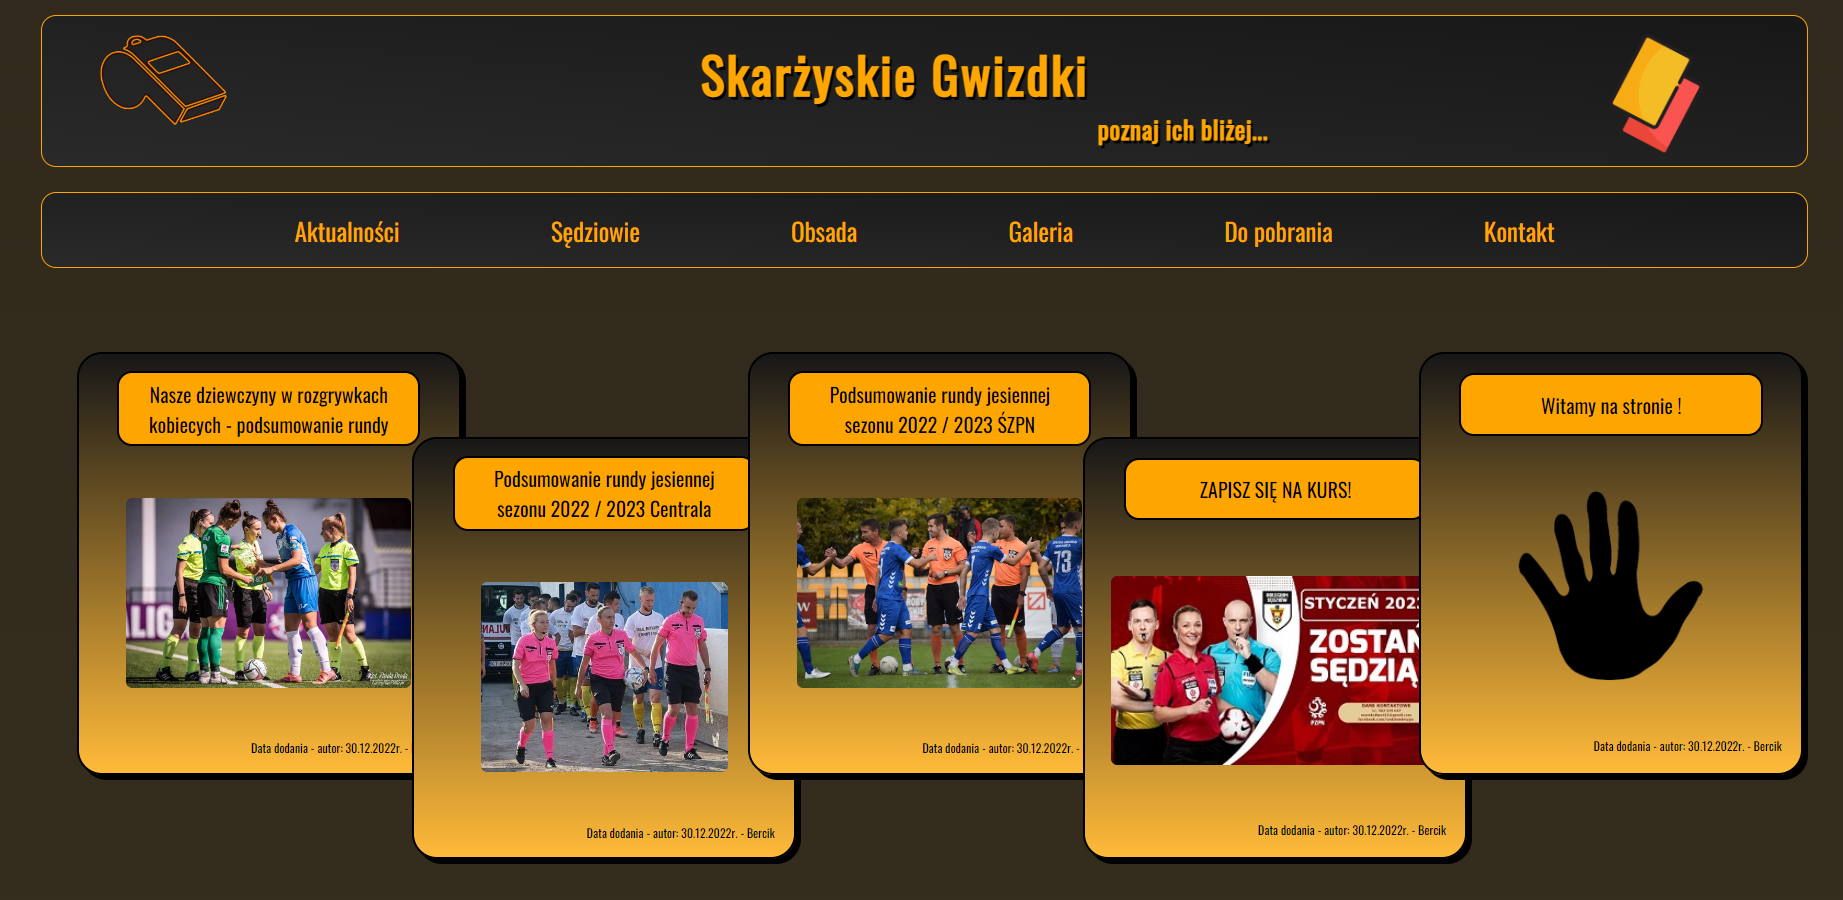 Skarżyskie Gwizdki
poznaj ich bliżej...
Aktualności
Sędziowie
Obsada
Galeria
Do pobrania
Kontakt
Nasze dziewczyny w rozgrywkach
kobiecych - podsumowanie rundy
Data dodania - autor: 30.12.2022r. -
Podsumowanie rundy jesiennej
sezonu 2022 / 2023 Centrala
Data dodania - autor: 30.12.2022r. - Bercik
Podsumowanie rundy jesiennej
sezonu 2022 / 2023 ŚZPN
73
Data dodania - autor: 30.12.2022r. -
ZAPISZ SIĘ NA KURS!
STYCZEŃ 202
ZOSTAŃ
SĘDZIĄ
PZPN
DANE KONTAKTOWE
Data dodania - autor: 30.12.2022r. - Bercik
Witamy na stronie !
Data dodania - autor: 30.12.2022r. - Bercik